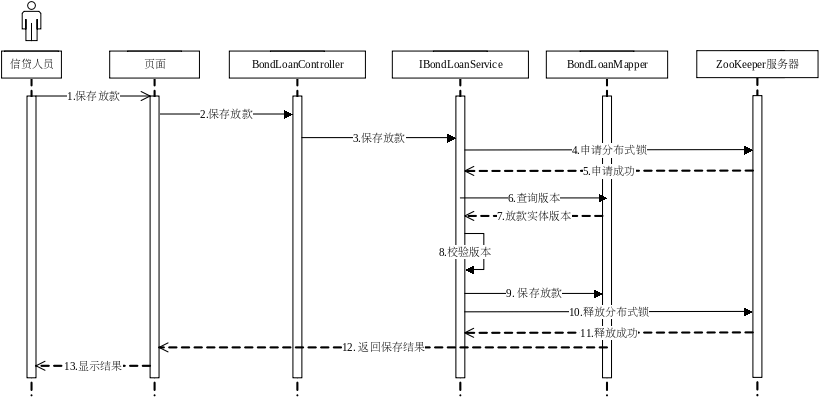 信贷人员
页面
BondLoanController
IBondLoanService
BondLoanMapper
ZooKeeper服务器
1.保存放款
2.保存放款
3.保存放款
4.申请分布式锁
5.申请成功
6.查询版本
7.放款实体版本
8.校验版本
9. 保存放款
10.释放分布式锁
11.释放成功
12. 返回保存结果
13.显示结果